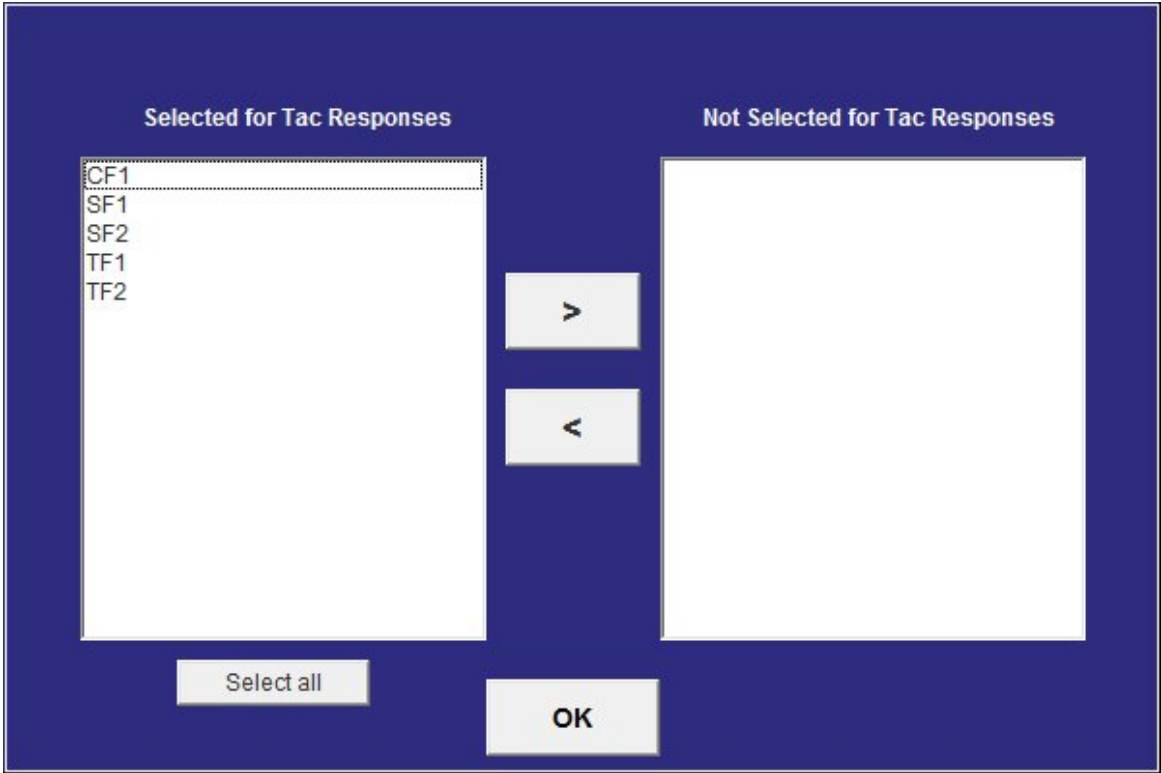 Selected for Tac Responses
Not Selected for Tac Responses
CF1
SF1
SF2
TF1
TF2
>
<
Select all
OK